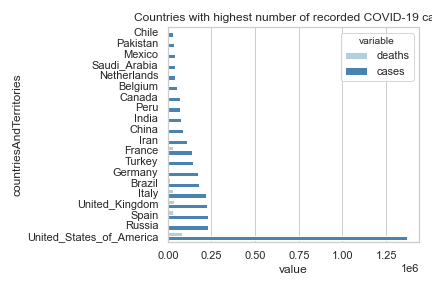 Countries with highest number of recorded COVID-19 ca
variable
deaths
cases
countriesAndTerritories
Chile
Pakistan
Mexico
Saudi_Arabia
Netherlands
Belgium
Canada
Peru
India
China
Iran
France
Turkey
Germany
Brazil
Italy
United_Kingdom
Spain
Russia
United_States_of_America
0.00 0.25 0.50 0.75 1.00 1.25
1e6
value